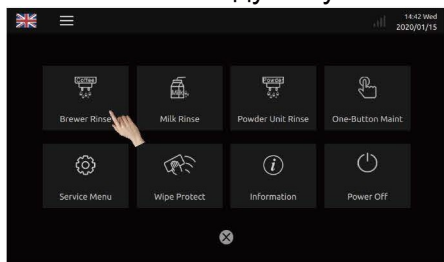 14:42 Wed
2020/01/15
Coffee
Brewer Rinse
Milk Rinse
Powder Unit Rinse
One-Button Maint
Service Menu
Wipe Protect
Information
Power Off